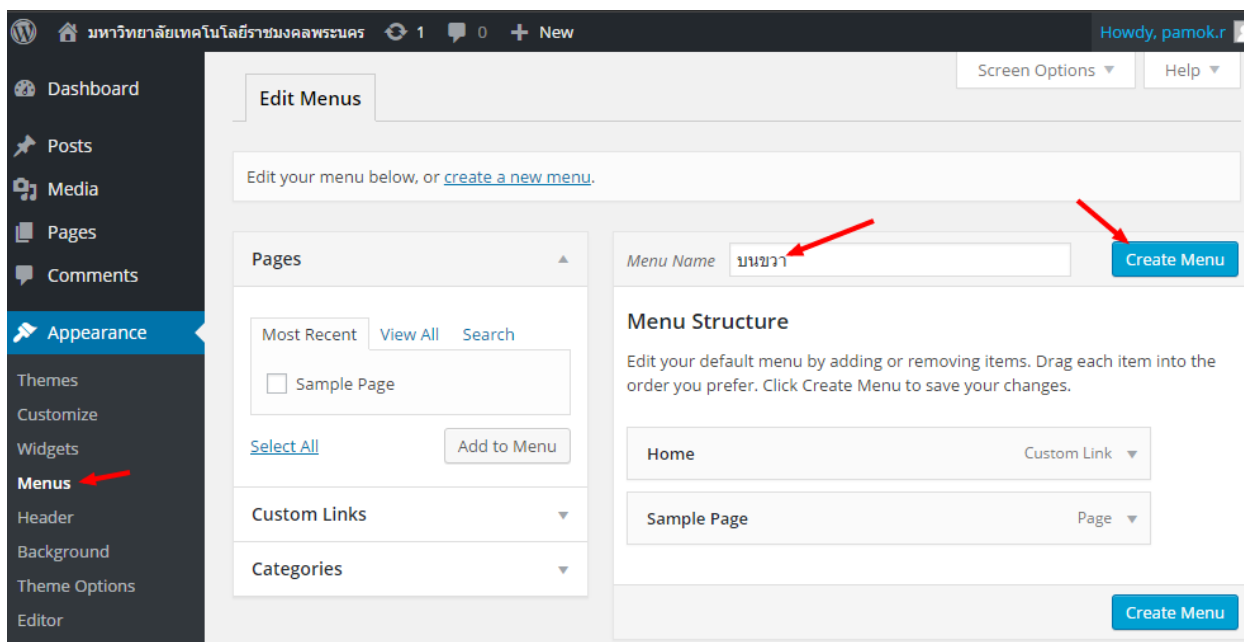 มหาวิทยาลัยเทคโนโลยีราชมงคลพระนคร 1 0 + New Howdy, pamok.r
Screen Options Help
Dashboard
Posts
Media
Pages
Comments
Appearance
Themes
Customize
Widgets
Menus
Header
Background
Theme Options
Editor
Edit Menus
Edit your menu below, or create a new menu.
Pages
Most Recent View All Search
Sample Page
Select All Add to Menu
Custom Links
Categories
Menu Name บนขวา Create Menu
Menu Structure
Edit your default menu by adding or removing items. Drag each item into the
order you prefer. Click Create Menu to save your changes.
Home Custom Link
Sample Page Page
Create Menu